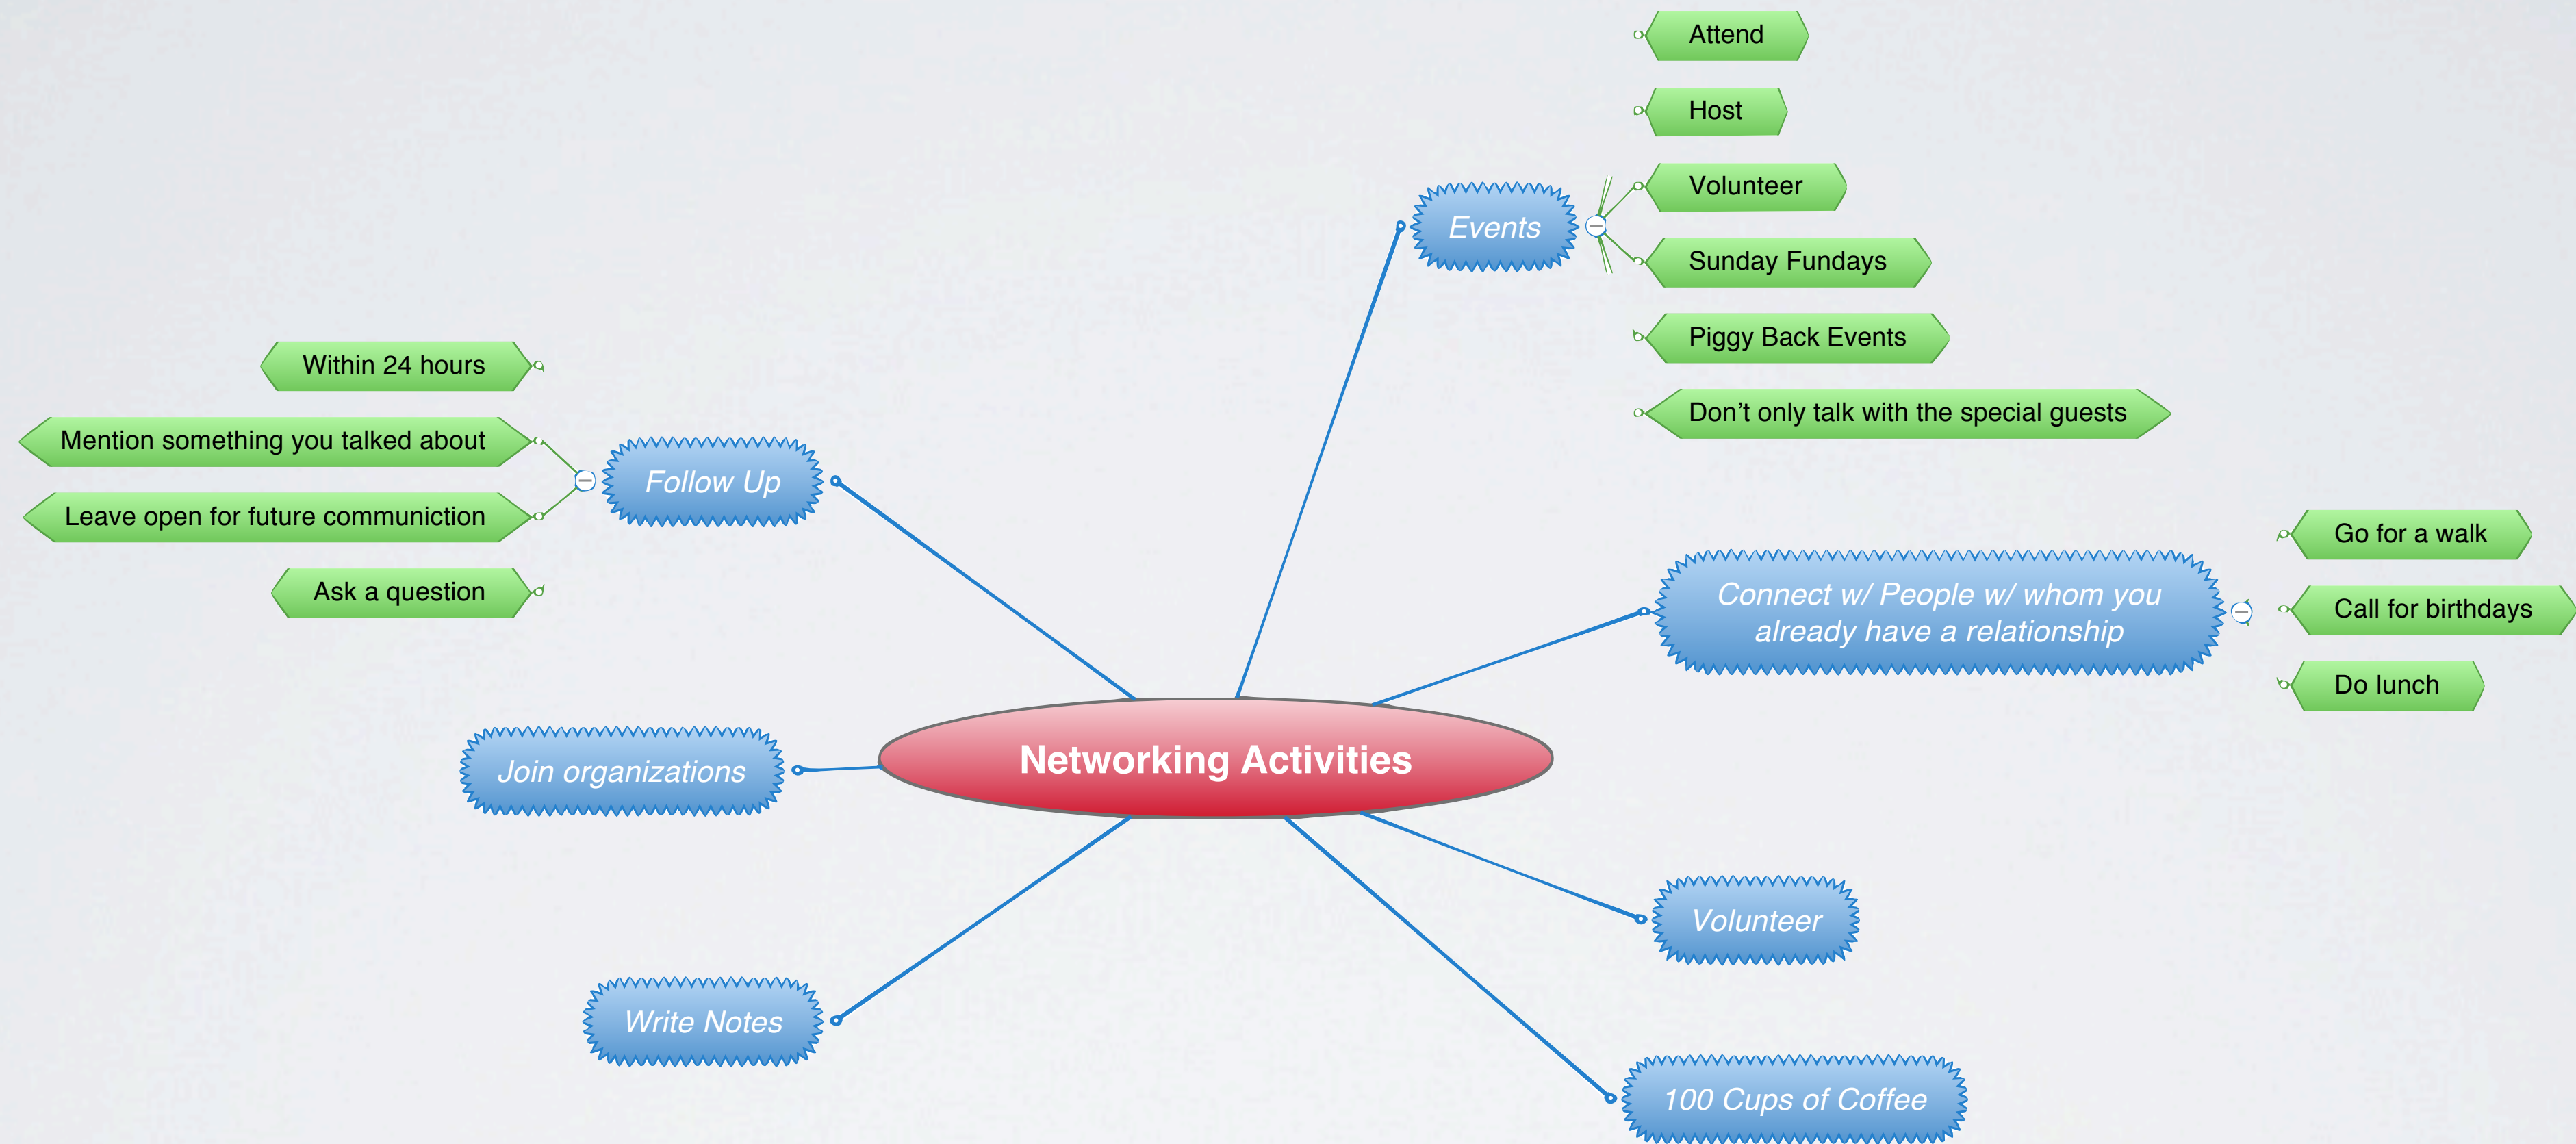 Attend
Host
Volunteer
Sunday Fundays
Piggy Back Events
Don’t only talk with the special guests
Events
Within 24 hours
Mention something you talked about
Leave open for future communiction
Ask a question
Follow Up
Connect w/ People w/ whom you
already have a relationship
Go for a walk
Call for birthdays
Do lunch
Networking Activities
Join organizations
Volunteer
Write Notes
100 Cups of Coffee